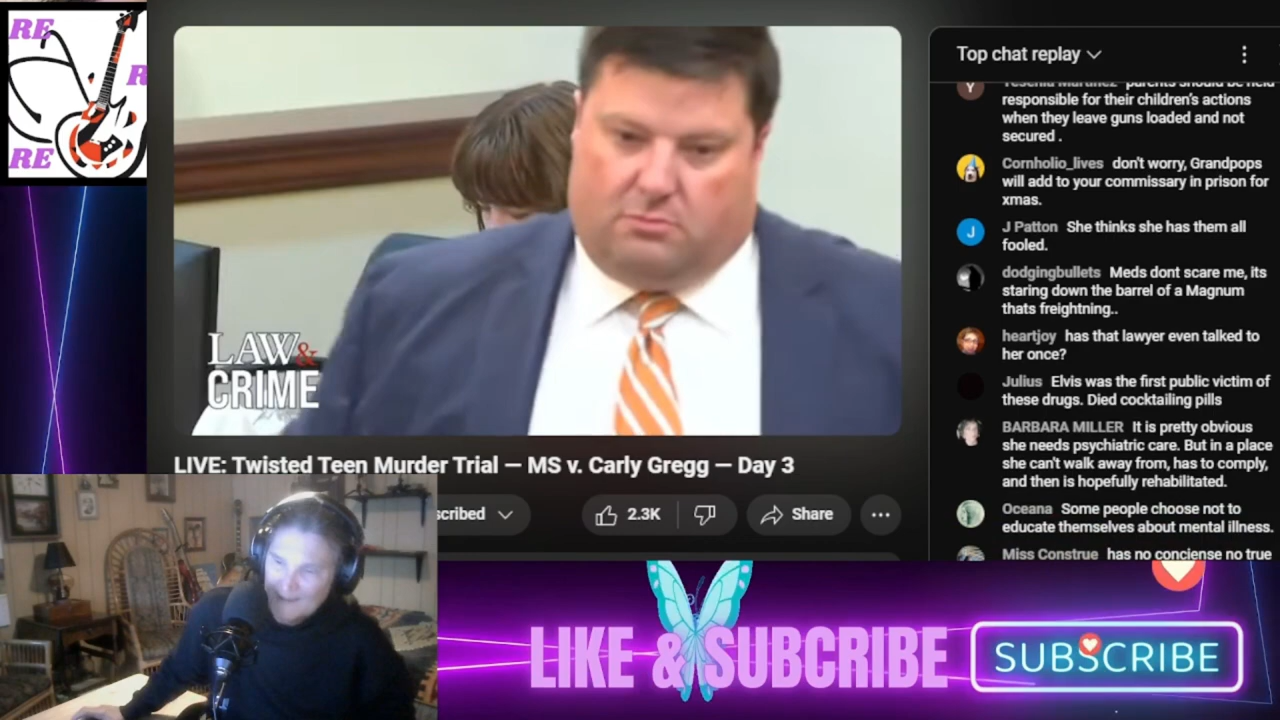 RE
R
RE
LAW&
CRIME
LIVE: Twisted Teen Murder Trial — MS v. Carly Gregg — Day 3
scribed
2.3K
Share
Top chat replay
Y
Yesenia Martinez parents should be held
responsible for their children's actions
when they leave guns loaded and not
secured .
Cornholio_lives don't worry, Grandpops
will add to your commissary in prison for
xmas.
J
J Patton She thinks she has them all
fooled.
dodgingbullets Meds dont scare me, its
staring down the barrel of a Magnum
thats freightning..
heartjoy has that lawyer even talked to
her once?
Julius Elvis was the first public victim of
these drugs. Died cocktailing pills
BARBARA MILLER It is pretty obvious
she needs psychiatric care. But in a place
she can't walk away from, has to comply,
and then is hopefully rehabilitated.
Oceana Some people choose not to
educate themselves about mental illness.
Miss Construe has no conciense no true
LIKE & SUBCRIBE
SUBSCRIBE